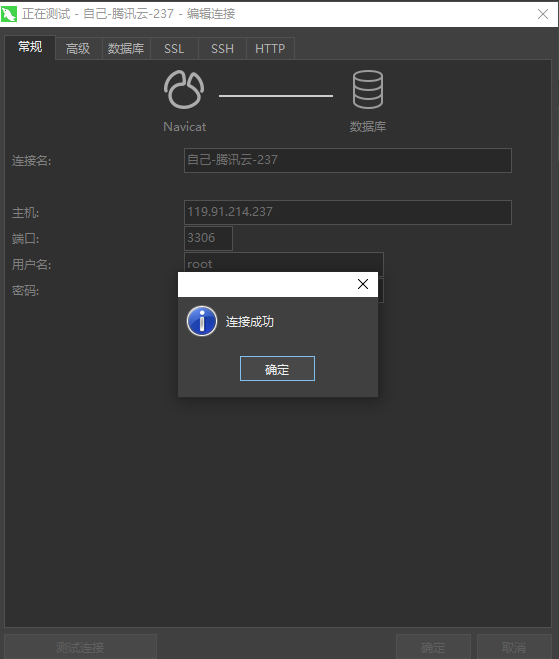 正在测试 - 自己-腾讯云-237 - 编辑连接
常规 高级 数据库 SSL SSH HTTP
Navicat 数据库
连接名: 自己-腾讯云-237
主机: 119.91.214.237
端口: 3306
用户名: root
密码:
连接成功
确定
测试连接 确定 取消